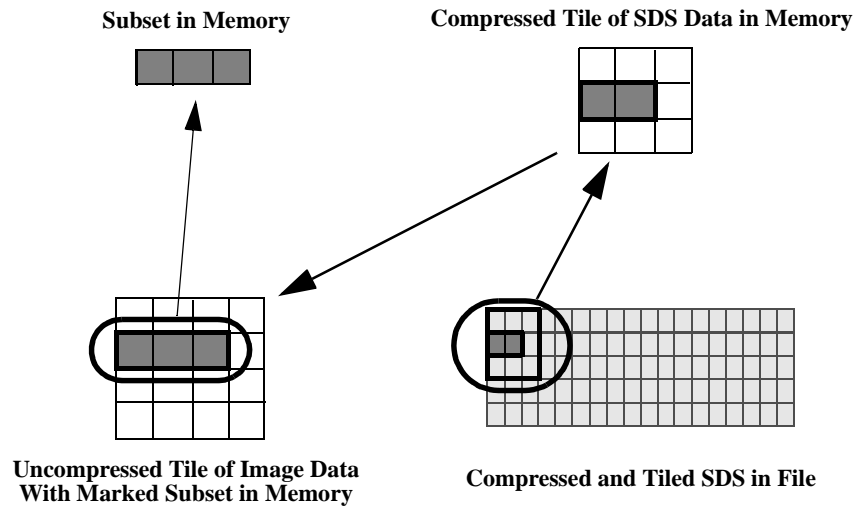 Subset in Memory
Compressed Tile of SDS Data in Memory
Uncompressed Tile of Image Data
With Marked Subset in Memory
Compressed and Tiled SDS in File